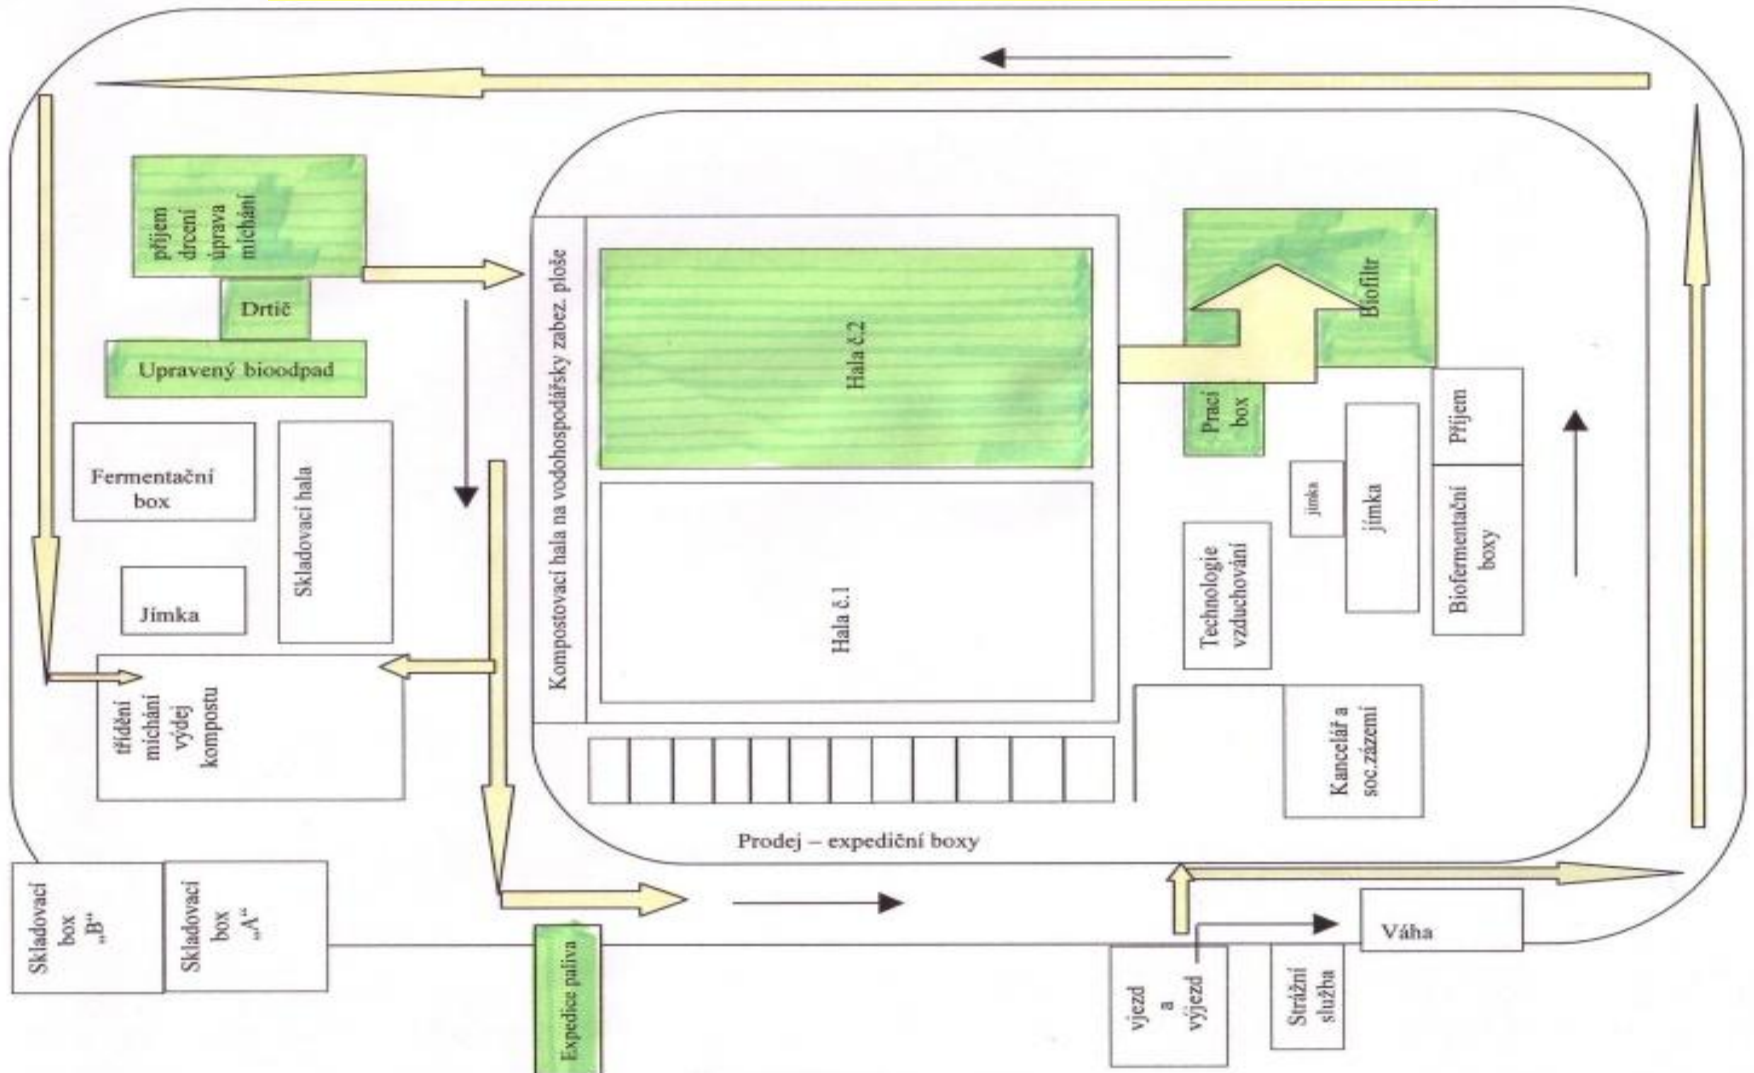 příjem
drcení
úprava
míchání
Drtič
Upravený bioodpad
Fermentační
box
Skladovací hala
Jímka
třídění
míchání
výdej
kompostu
Skladovací
box
„B“
Skladovací
box
„A“
Kompostovací hala na vodohospodářsky zabez. ploše
Hala č.2
Hala č.1
Prodej – expediční boxy
Expedice paliva
Biofiltr
Prací
box
Příjem
jímka
jímka
Biofermentační
boxy
Technologie
vzduchování
Kancelář a
soc.zázemí
Váha
vjezd
a
výjezd
Strážní
služba